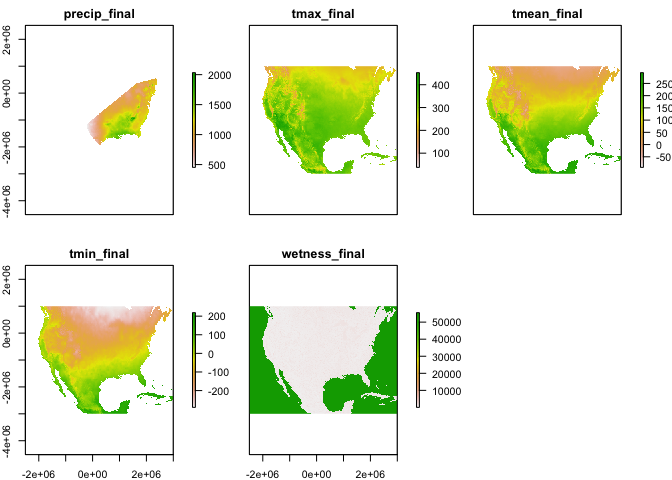 precip_final
tmax_final
tmean_final
2e+06
0e+00
-2e+06
-4e+06
2000
1500
1000
500
400
300
200
100
250
200
150
100
50
0
-50
tmin_final
wetness_final
2e+06
0e+00
-2e+06
-4e+06
200
100
0
-100
-200
50000
40000
30000
20000
10000
-2e+06 0e+00 2e+06
-2e+06 0e+00 2e+06